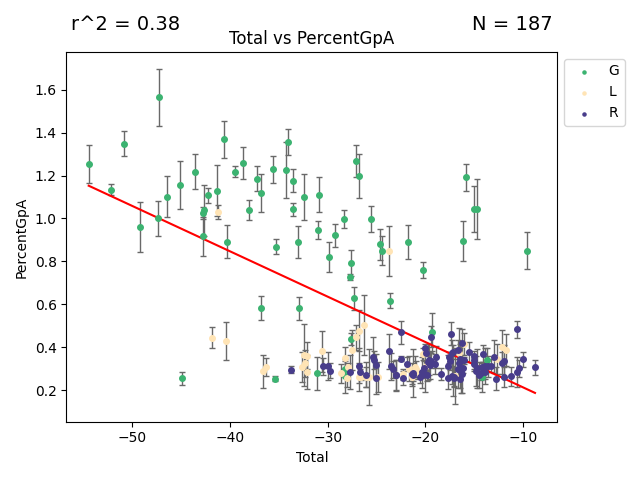 r^2 = 0.38
N = 187
Total vs PercentGpA
G
L
R
1.6
1.4
1.2
1.0
0.8
0.6
0.4
0.2
PercentGpA
−50
−40
−30
−20
−10
Total